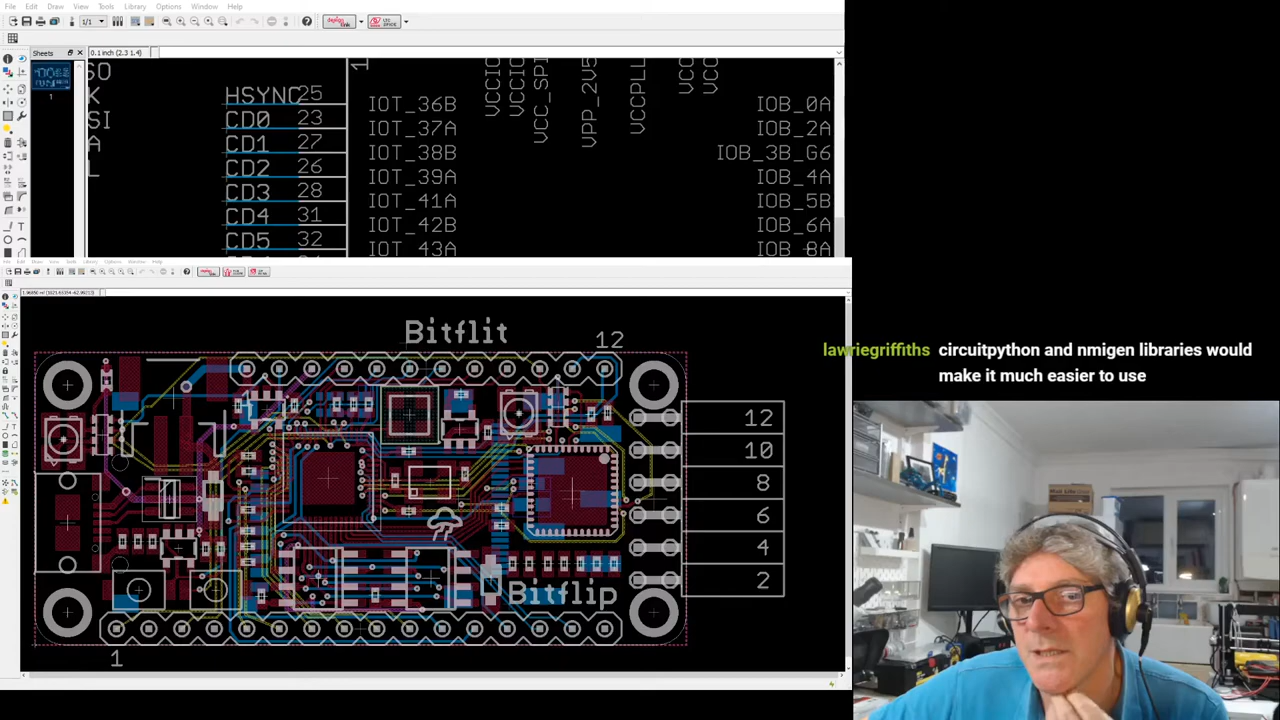 File Edit Draw View Tools Library Options Window Help
1/1
Sheets
0.1 inch (2.3 1.4)
1
SO
K
SI
A
L
HSYNC 25
CD0 23
CD1 27
CD2 26
CD3 28
CD4 31
CD5 32
IOT_36B
IOT_37A
IOT_38B
IOT_39A
IOT_41A
IOT_42B
IOT_43A
1
VCCIO
VCCIO
VCC_SPI
VPP_2V5
VCCPLL
VCC
VCC
IOB_0A
IOB_2A
IOB_3B_G6
IOB_4A
IOB_5B
IOB_6A
IOB_8A
Bitflit
12
12
10
8
6
4
2
Bitflip
1
lawriegriffiths circuitpython and nmigen libraries would
make it much easier to use